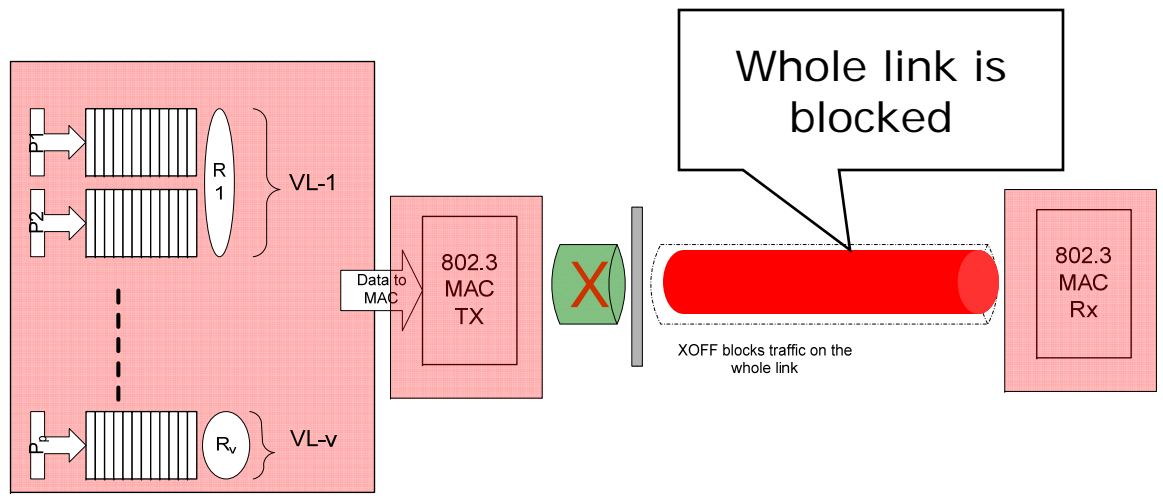 Whole link is
blocked
P1
R
1
VL-1
P2
Data to
MAC
802.3
MAC
TX
X
802.3
MAC
Rx
XOFF blocks traffic on the
whole link
Pp
Rv
VL-v